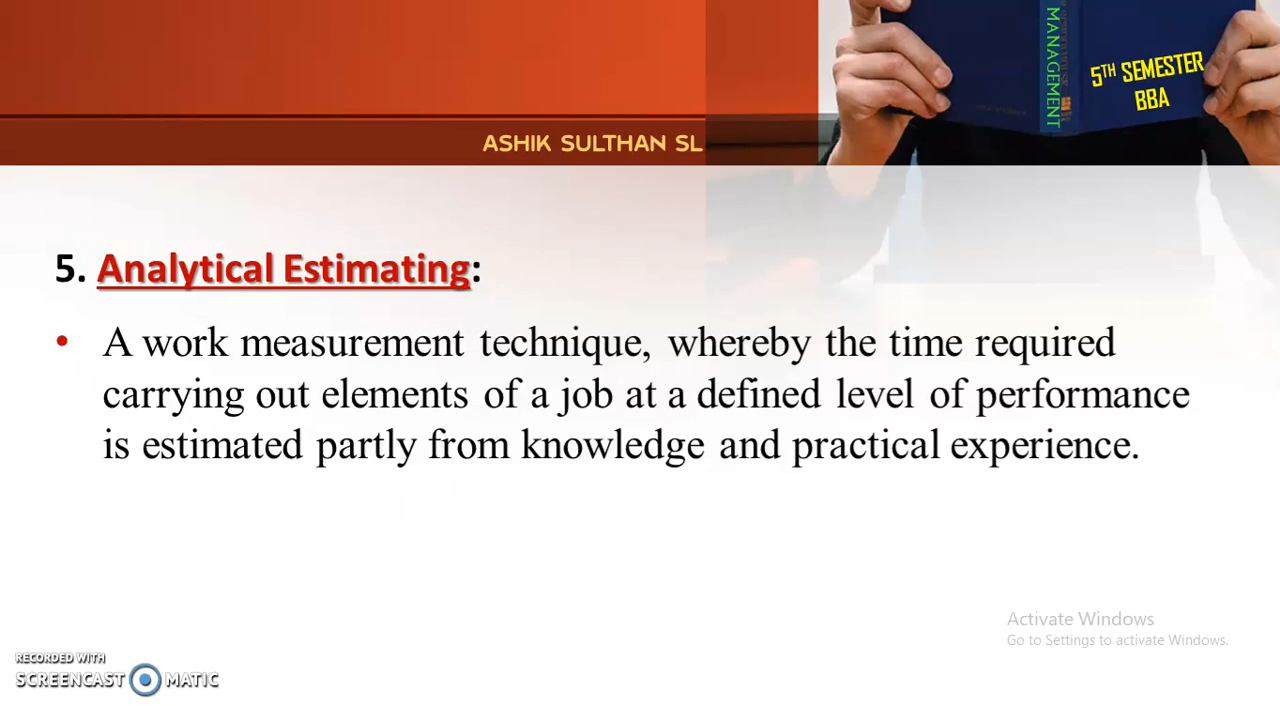 MANAGEMENT
5TH SEMESTER
BBA
ASHIK SULTHAN SL
5. Analytical Estimating:
• A work measurement technique, whereby the time required
carrying out elements of a job at a defined level of performance
is estimated partly from knowledge and practical experience.
Activate Windows
Go to Settings to activate Windows.
RECORDED WITH
SCREENCAST MATIC